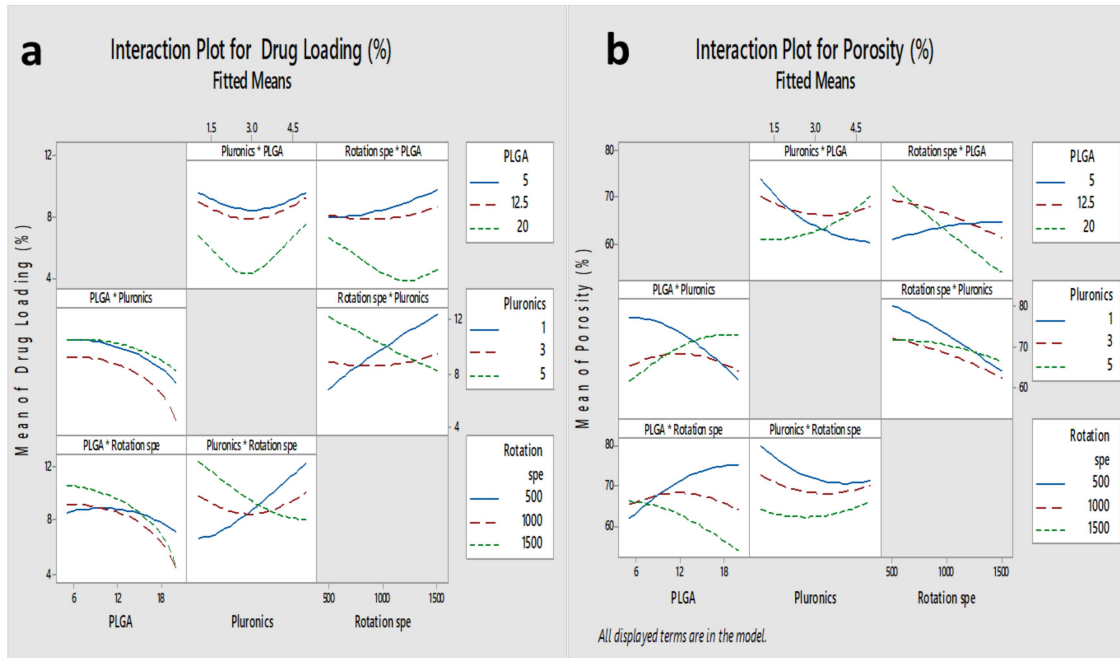 a
Interaction Plot for Drug Loading (%)
Fitted Means
1.5 3.0 4.5
Pluronics * PLGA
Rotation spe * PLGA
12
8
4
PLGA
5
12.5
20
PLGA * Pluronics
Rotation spe * Pluronics
12
8
4
Pluronics
1
3
5
Mean of Drug Loading (%)
PLGA * Rotation spe
Pluronics * Rotation spe
12
8
4
Rotation
spe
500
1000
1500
6 12 18
500 1000 1500
PLGA
Pluronics
Rotation spe
b
Interaction Plot for Porosity (%)
Fitted Means
1.5 3.0 4.5
Pluronics * PLGA
Rotation spe * PLGA
80
70
60
PLGA
5
12.5
20
PLGA * Pluronics
Rotation spe * Pluronics
80
70
60
Pluronics
1
3
5
Mean of Porosity (%)
PLGA * Rotation spe
Pluronics * Rotation spe
80
70
60
Rotation
spe
500
1000
1500
6 12 18
500 1000 1500
PLGA
Pluronics
Rotation spe
All displayed terms are in the model.